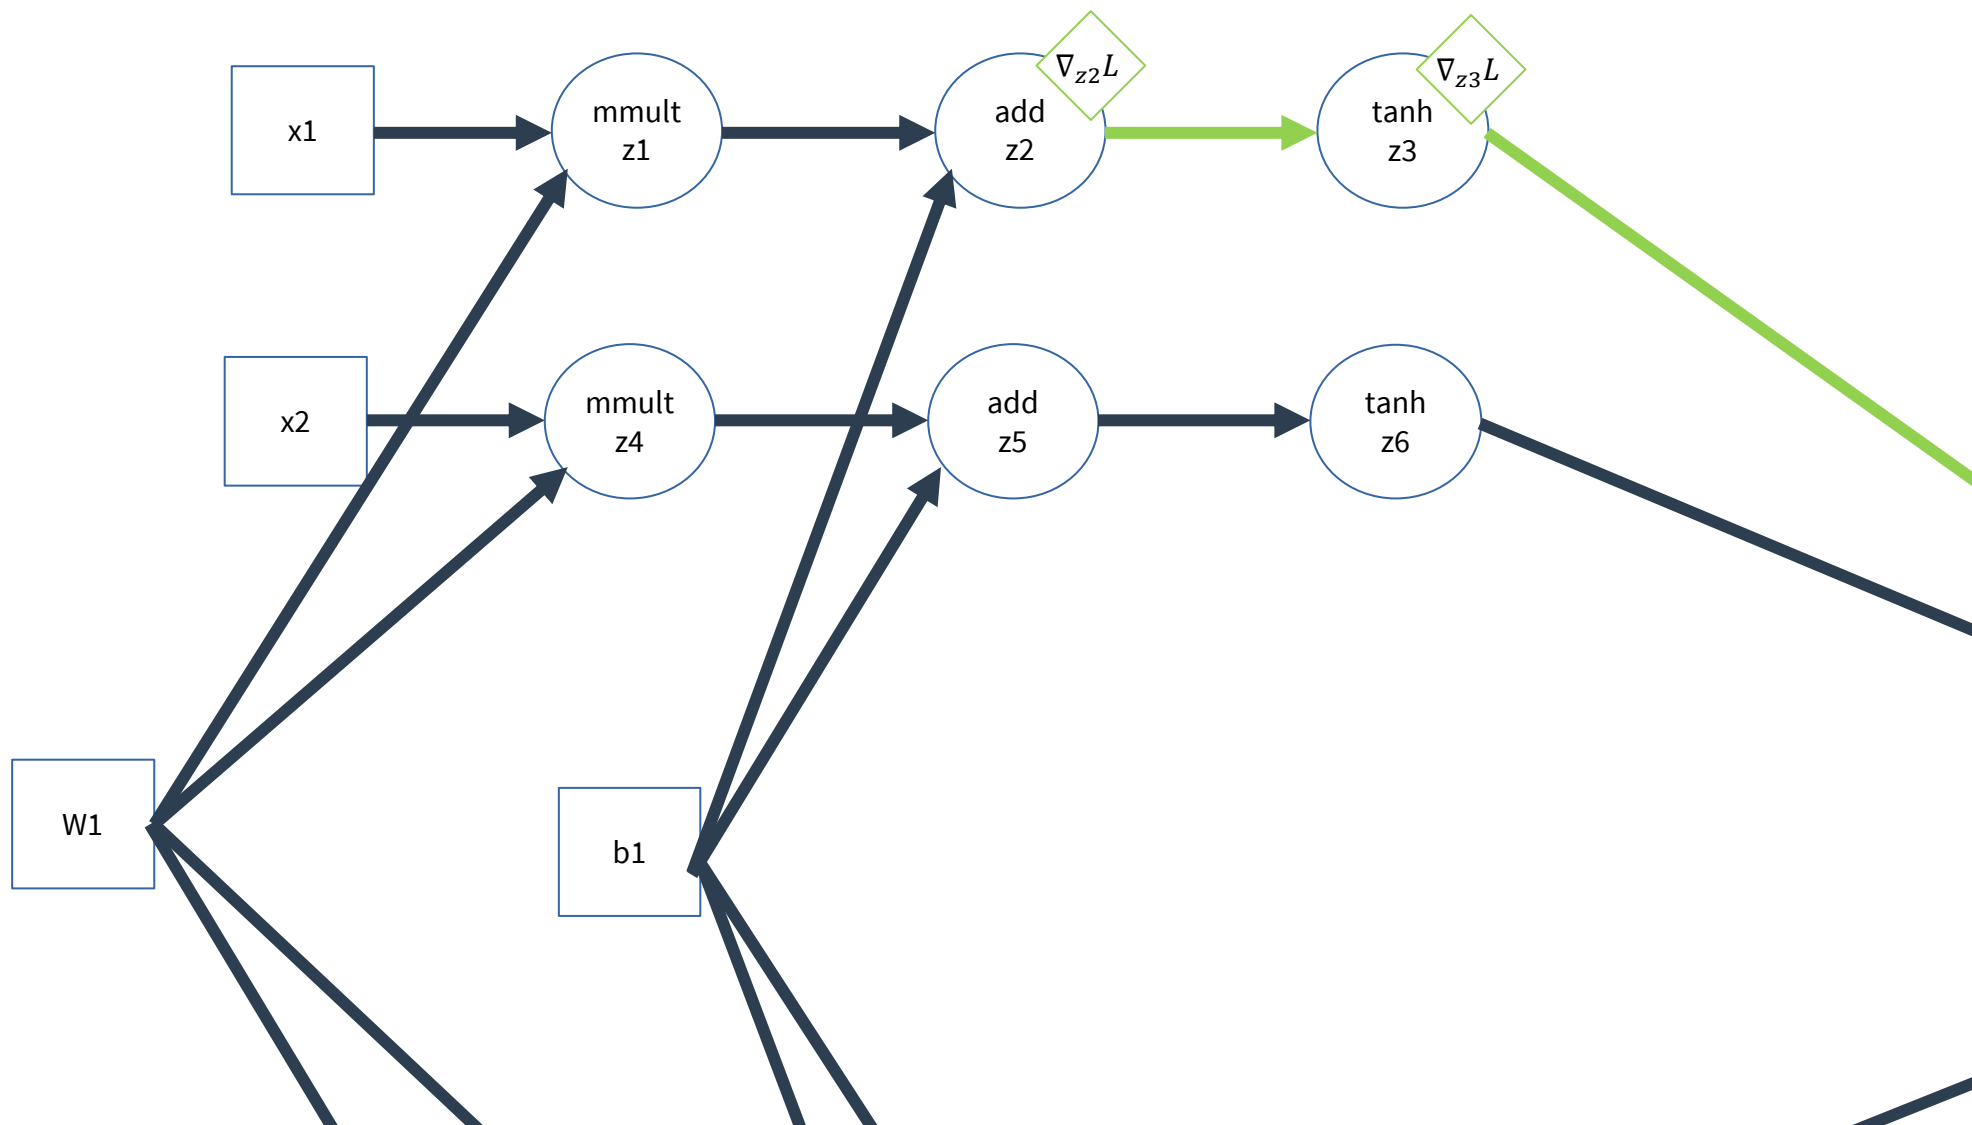 x1
mmult
z1
add
z2
∇z2L
tanh
z3
∇z3L
x2
mmult
z4
add
z5
tanh
z6
W1
b1